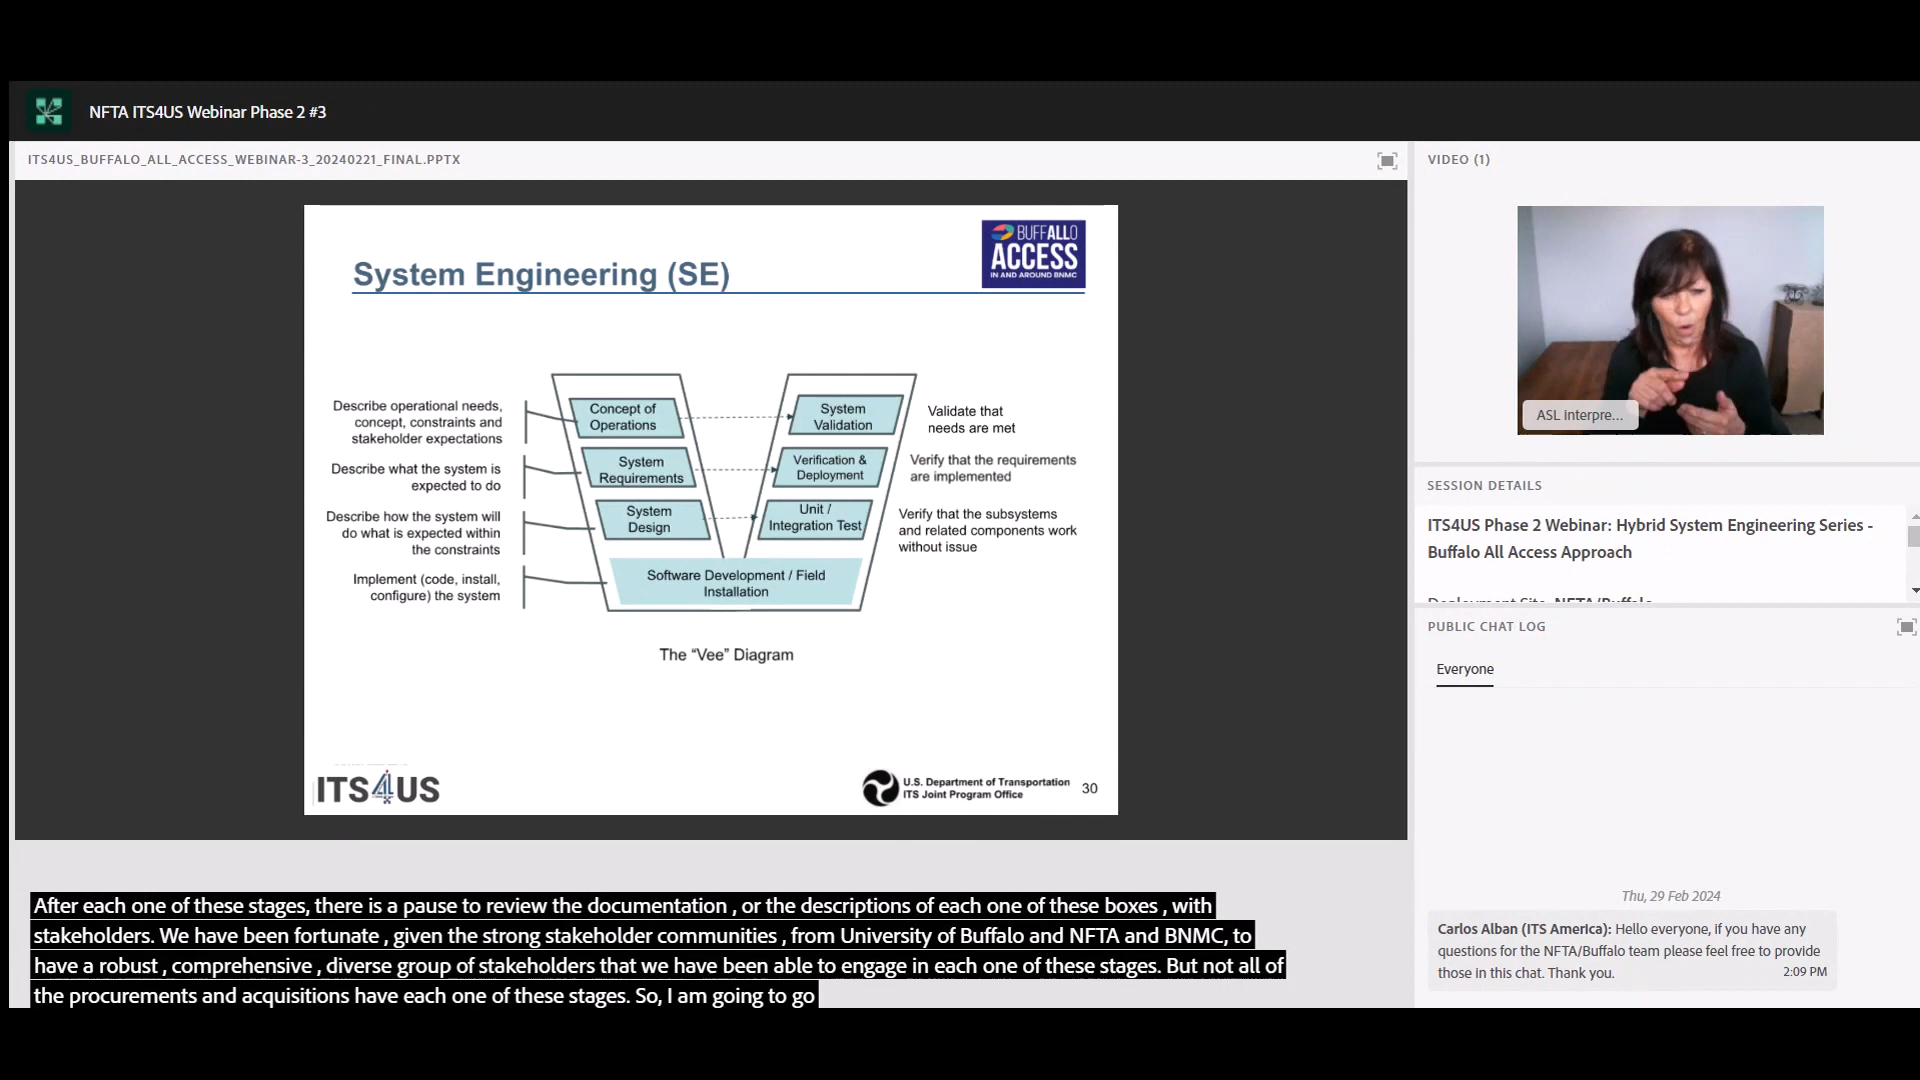 NFTA ITS4US Webinar Phase 2 #3
ITS4US_BUFFALO_ALL_ACCESS_WEBINAR-3_20240221_FINAL.PPTX
System Engineering (SE)
BUFFALLO
ACCESS
IN AND AROUND BNMC
Describe operational needs,
concept, constraints and
stakeholder expectations
Describe what the system is
expected to do
Describe how the system will
do what is expected within
the constraints
Implement (code, install,
configure) the system
Concept of
Operations
System
Requirements
System
Design
Software Development / Field
Installation
System
Validation
Verification &
Deployment
Unit /
Integration Test
Validate that
needs are met
Verify that the requirements
are implemented
Verify that the subsystems
and related components work
without issue
The “Vee” Diagram
ITS4US
U.S. Department of Transportation
ITS Joint Program Office
30
After each one of these stages, there is a pause to review the documentation , or the descriptions of each one of these boxes , with
stakeholders. We have been fortunate , given the strong stakeholder communities , from University of Buffalo and NFTA and BNMC, to
have a robust , comprehensive , diverse group of stakeholders that we have been able to engage in each one of these stages. But not all of
the procurements and acquisitions have each one of these stages. So, I am going to go
VIDEO (1)
ASL Interpre...
SESSION DETAILS
ITS4US Phase 2 Webinar: Hybrid System Engineering Series -
Buffalo All Access Approach
Deployment Site: NFTA/Buffalo
PUBLIC CHAT LOG
Everyone
Thu, 29 Feb 2024
Carlos Alban (ITS America): Hello everyone, if you have any
questions for the NFTA/Buffalo team please feel free to provide
those in this chat. Thank you.
2:09 PM